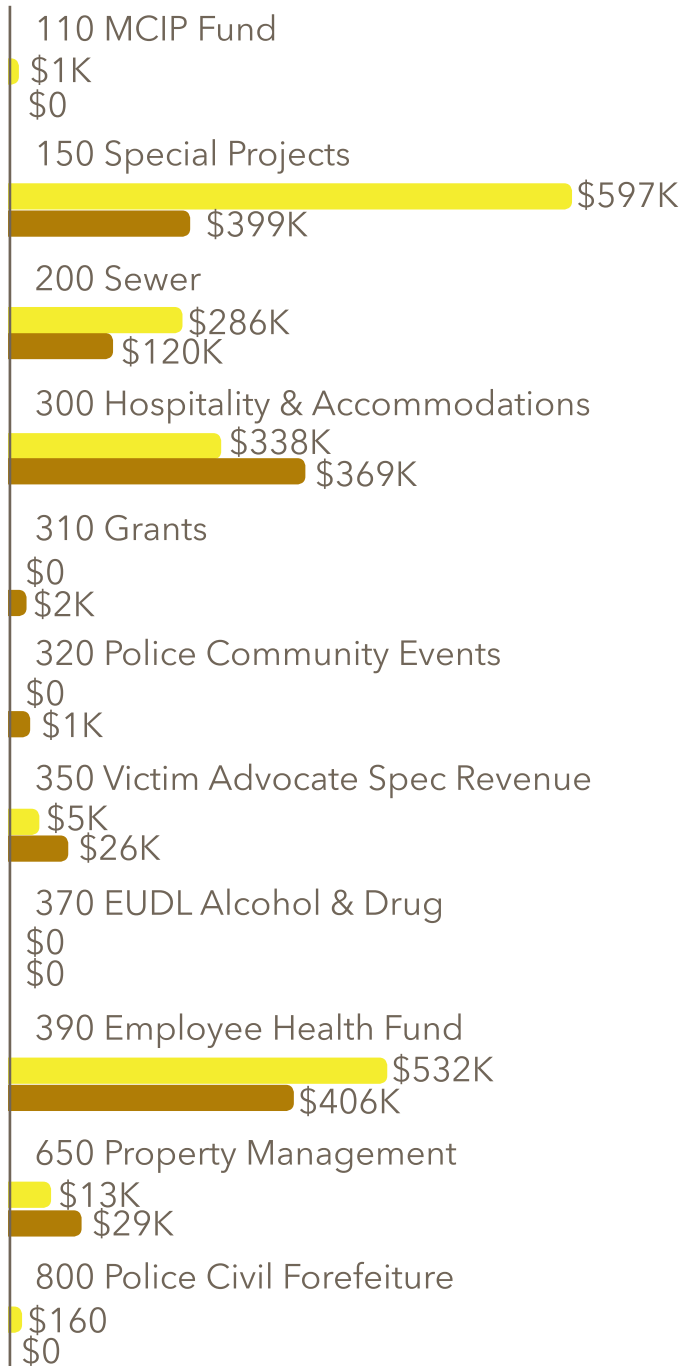 110 MCIP Fund
$1K
$0
150 Special Projects
$597K
$399K
200 Sewer
$286K
$120K
300 Hospitality & Accommodations
$338K
$369K
310 Grants
$0
$2K
320 Police Community Events
$0
$1K
350 Victim Advocate Spec Revenue
$5K
$26K
370 EUDL Alcohol & Drug
$0
$0
390 Employee Health Fund
$532K
$406K
650 Property Management
$13K
$29K
800 Police Civil Forefeiture
$160
$0